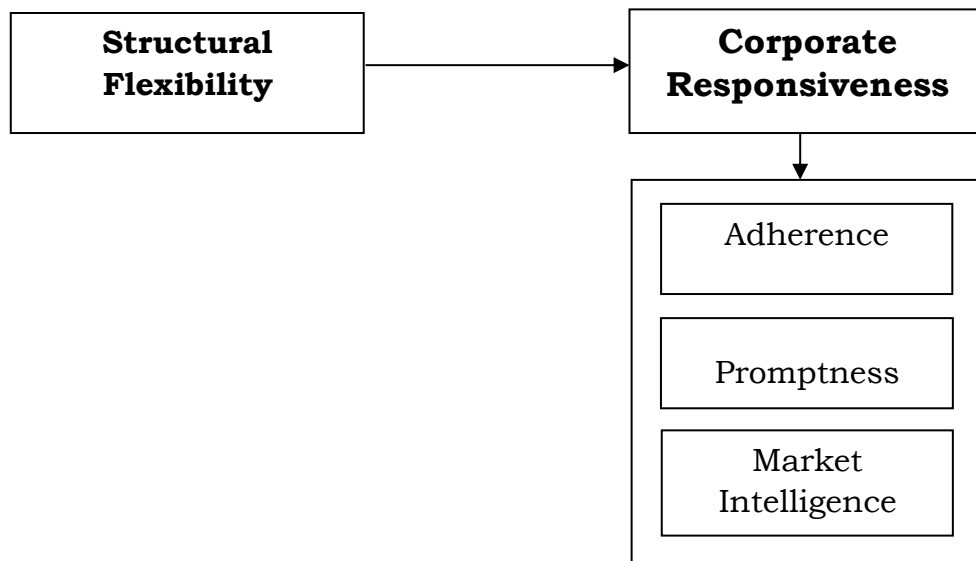 Structural
Flexibility
Corporate
Responsiveness
Adherence
Promptness
Market
Intelligence